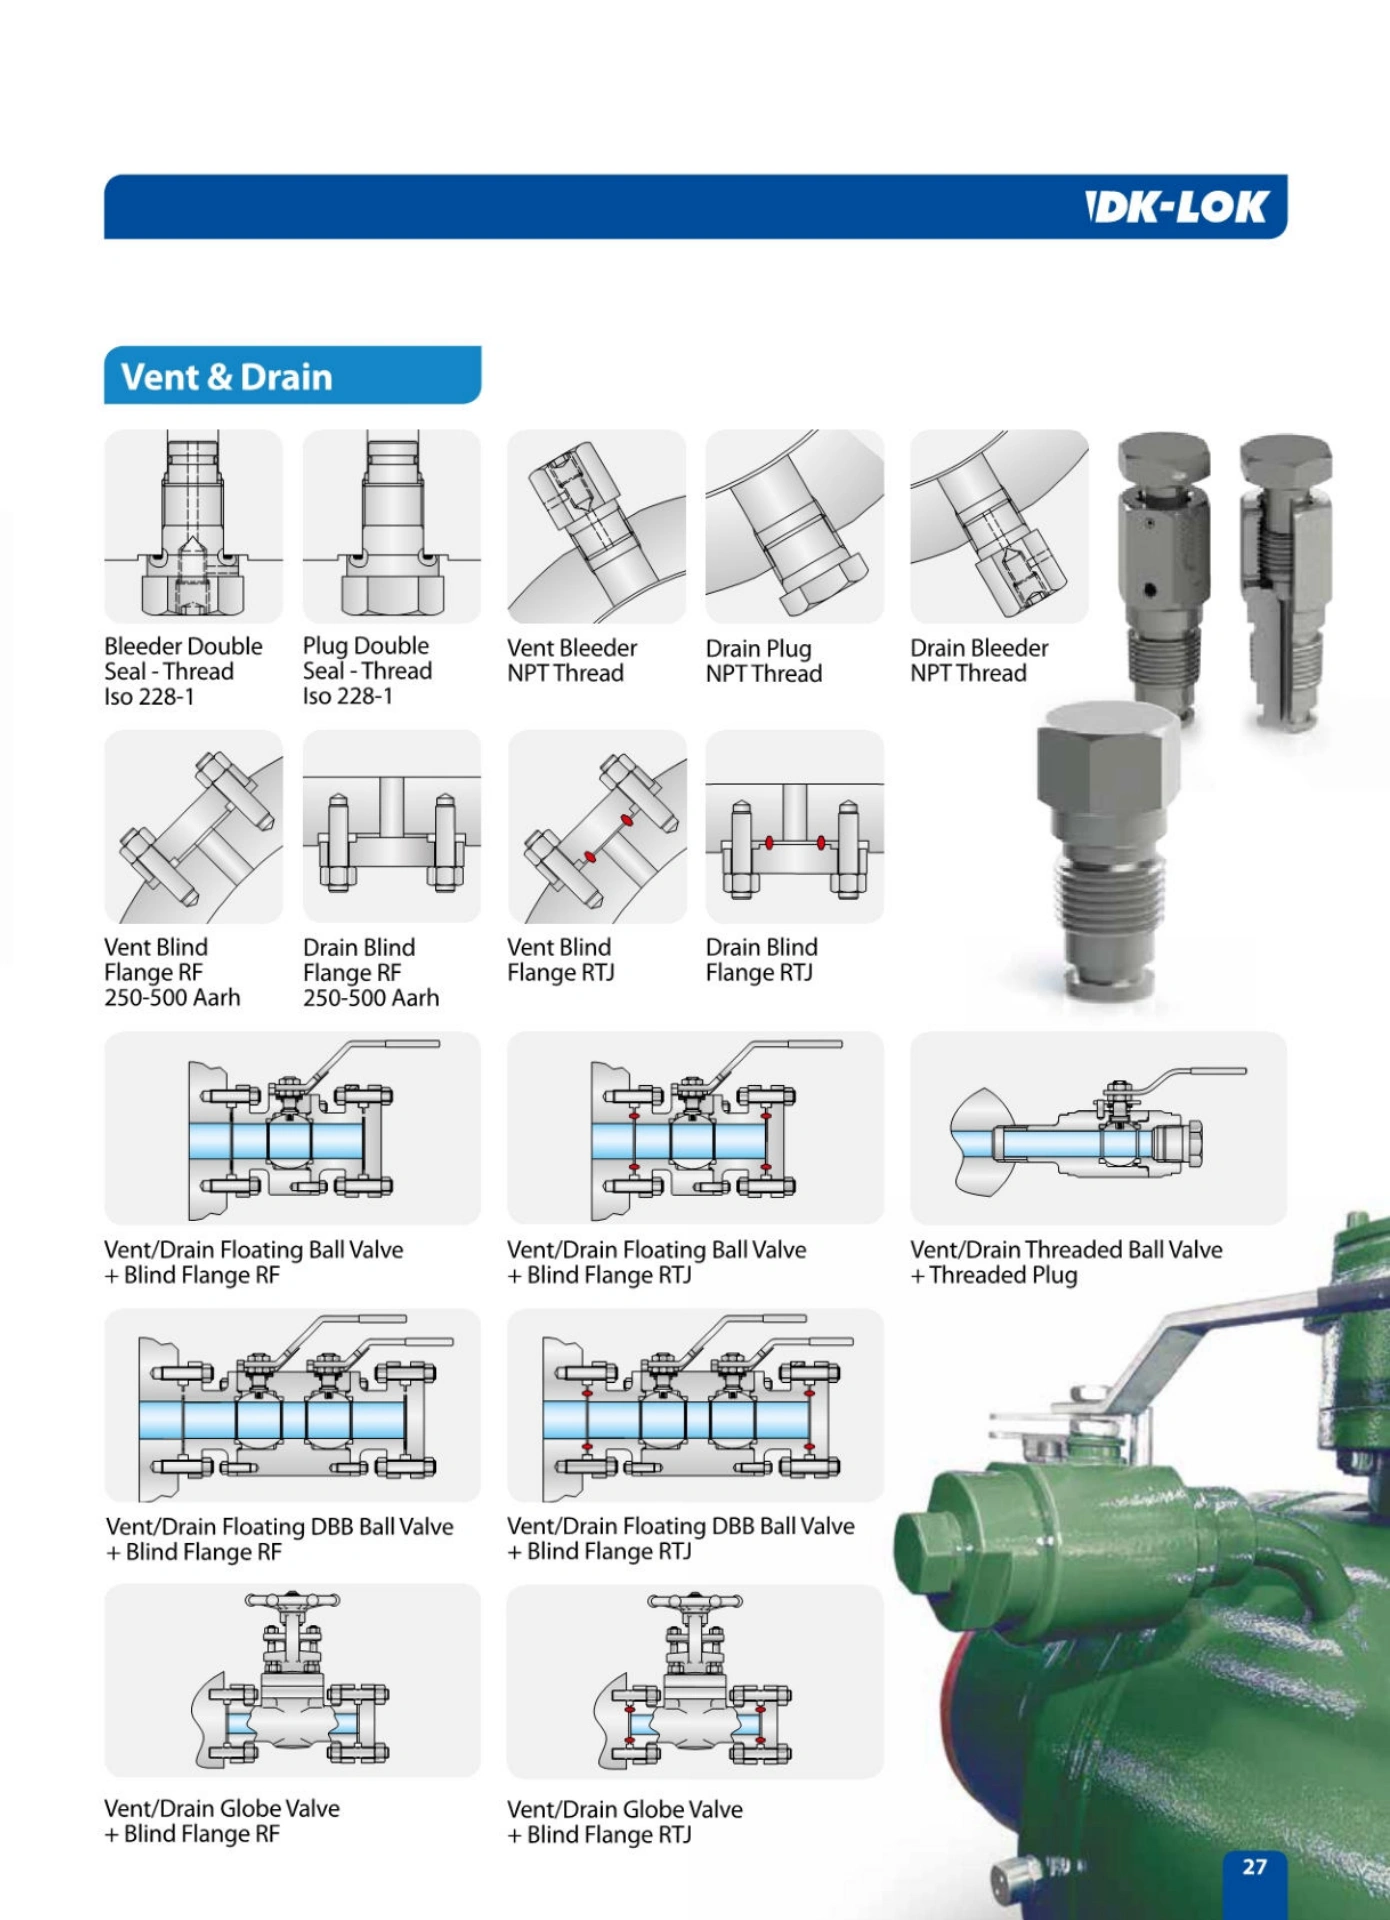 DK-LOK
Vent & Drain
Bleeder Double
Seal - Thread
Iso 228-1
Plug Double
Seal - Thread
Iso 228-1
Vent Bleeder
NPT Thread
Drain Plug
NPT Thread
Drain Bleeder
NPT Thread
Vent Blind
Flange RF
250-500 Aarh
Drain Blind
Flange RF
250-500 Aarh
Vent Blind
Flange RTJ
Drain Blind
Flange RTJ
Vent/Drain Floating Ball Valve
+ Blind Flange RF
Vent/Drain Floating Ball Valve
+ Blind Flange RTJ
Vent/Drain Threaded Ball Valve
+ Threaded Plug
Vent/Drain Floating DBB Ball Valve
+ Blind Flange RF
Vent/Drain Floating DBB Ball Valve
+ Blind Flange RTJ
Vent/Drain Globe Valve
+ Blind Flange RF
Vent/Drain Globe Valve
+ Blind Flange RTJ
27